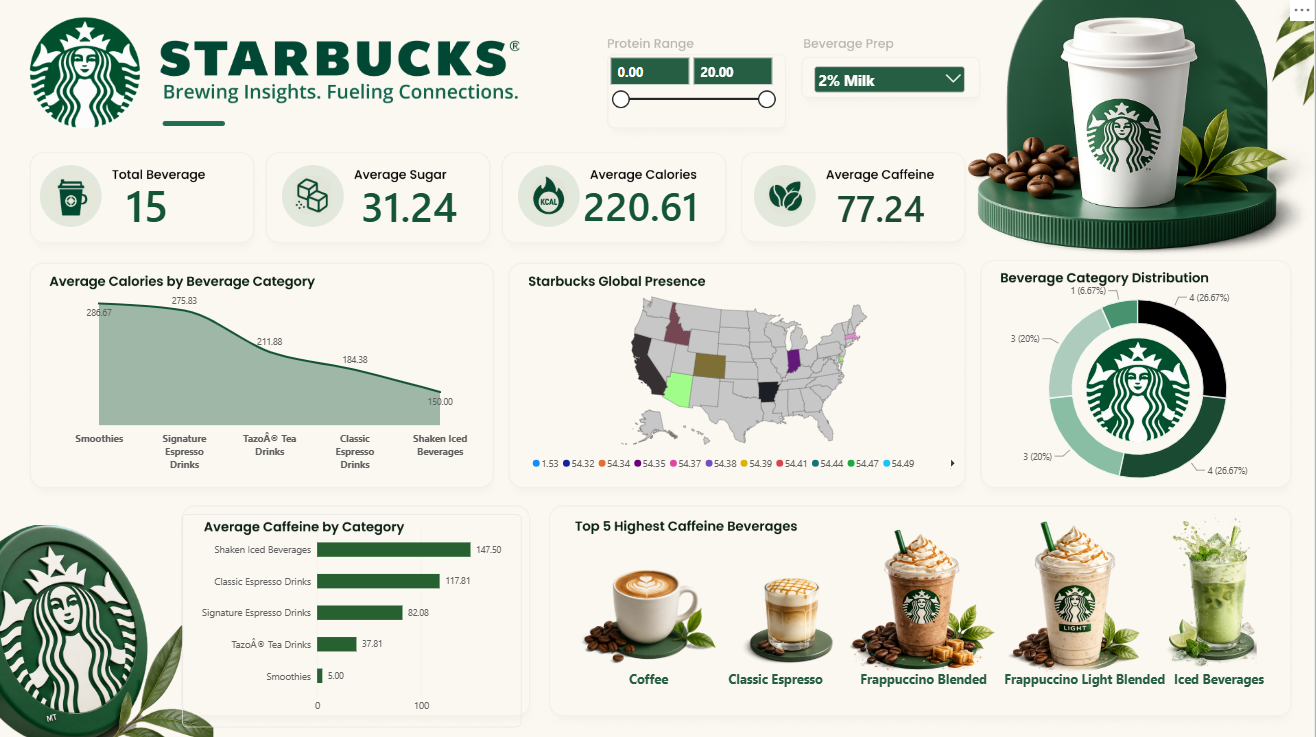 STARBUCKS®
Brewing Insights. Fueling Connections.
Protein Range
0.00 20.00
Beverage Prep
2% Milk
Total Beverage
15
Average Sugar
31.24
KCAL
Average Calories
220.61
Average Caffeine
77.24
Average Calories by Beverage Category
286.67
275.83
211.88
184.38
150.00
Smoothies
Signature
Espresso
Drinks
TazoÂ® Tea
Drinks
Classic
Espresso
Drinks
Shaken Iced
Beverages
Starbucks Global Presence
1.53 54.32 54.34 54.35 54.37 54.38 54.39 54.41 54.44 54.47 54.49
Beverage Category Distribution
1 (6.67%)
4 (26.67%)
3 (20%)
3 (20%)
4 (26.67%)
Average Caffeine by Category
Shaken Iced Beverages 147.50
Classic Espresso Drinks 117.81
Signature Espresso Drinks 82.08
TazoÂ® Tea Drinks 37.81
Smoothies 5.00
0 100
MT
Top 5 Highest Caffeine Beverages
LIGHT
Coffee
Classic Espresso
Frappuccino Blended
Frappuccino Light Blended
Iced Beverages